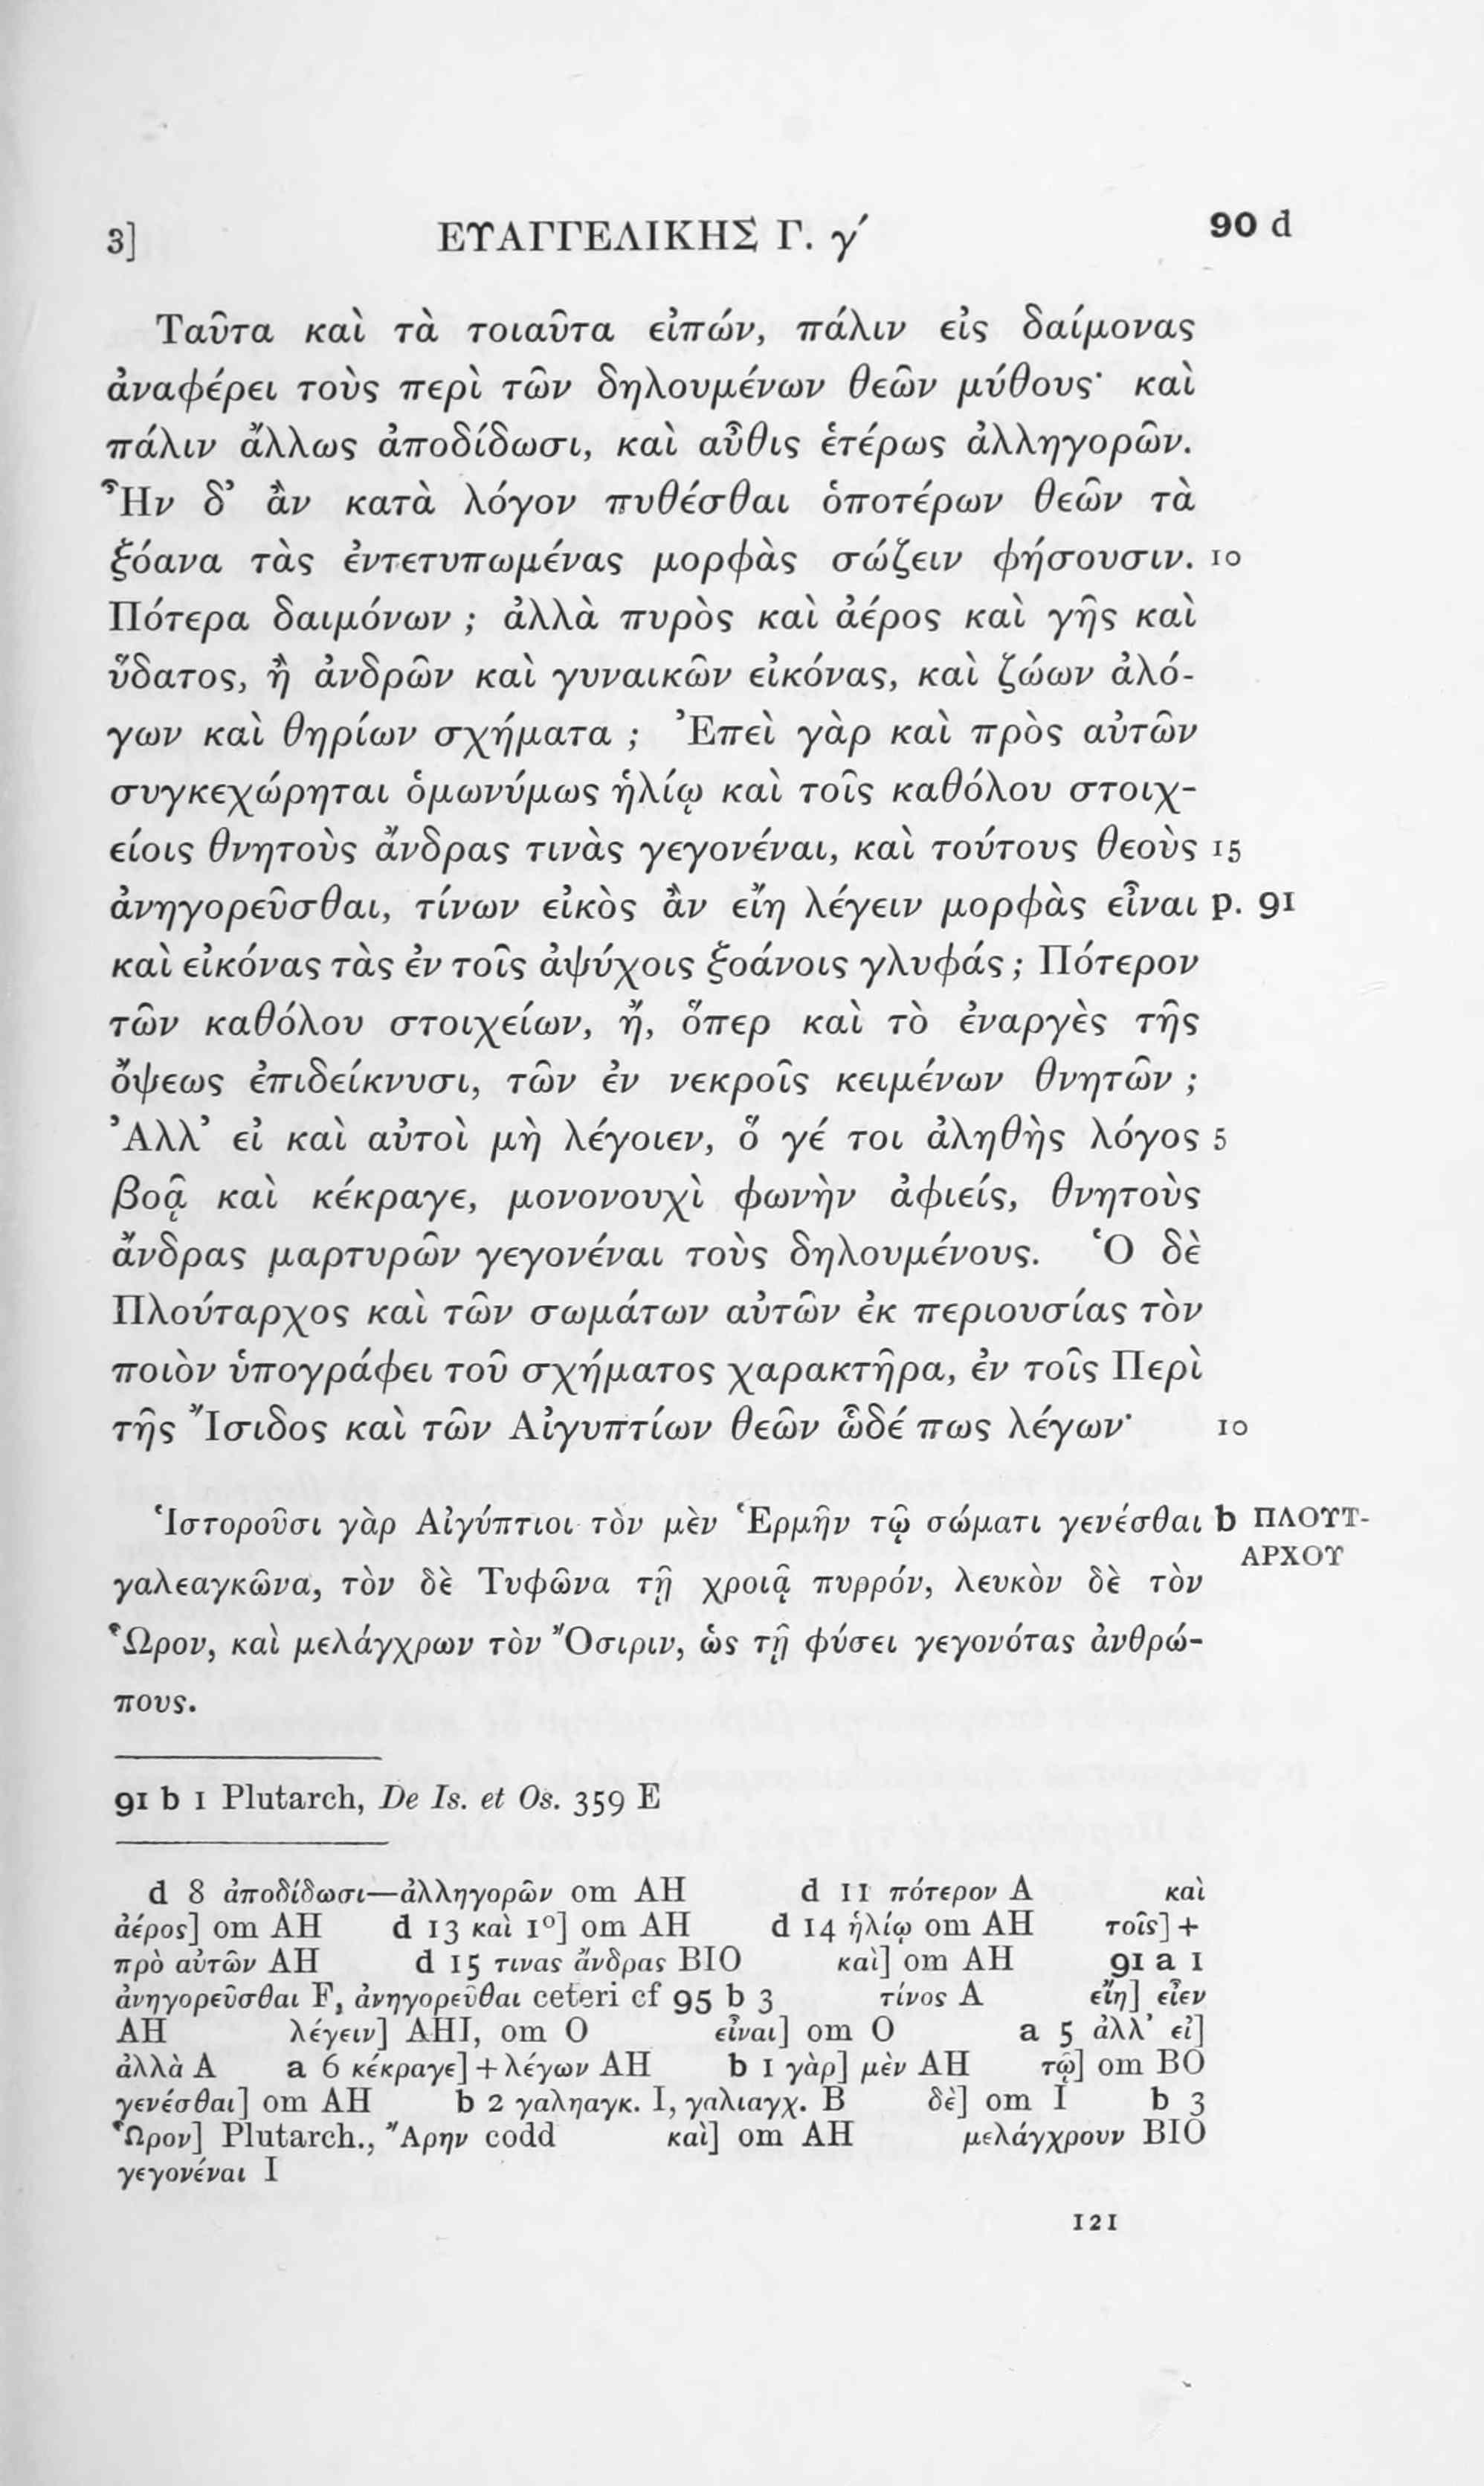 3] ΕΥΑΓΓΕΛΙΚΗΣ Γ. γ′ 90 d
Ταῦτα καὶ τὰ τοιαῦτα εἰπών, πάλιν εἰς δαίμονας
ἀναφέρει τοὺς περὶ τῶν δηλουμένων θεῶν μύθους· καὶ
πάλιν ἄλλως ἀποδίδωσι, καὶ αὖθις ἑτέρως ἀλληγορῶν.
Ἦν δ’ ἂν κατὰ λόγον πυθέσθαι ὁποτέρων θεῶν τὰ
ξόανα τὰς ἐντετυπωμένας μορφὰς σώζειν φήσουσιν. 10
Πότερα δαιμόνων ; ἀλλὰ πυρὸς καὶ ἀέρος καὶ γῆς καὶ
ὕδατος, ἢ ἀνδρῶν καὶ γυναικῶν εἰκόνας, καὶ ζώων ἀλό-
γων καὶ θηρίων σχήματα ; Ἐπεὶ γὰρ καὶ πρὸς αὐτῶν
συγκεχώρηται ὁμωνύμως ἡλίῳ καὶ τοῖς καθόλου στοιχ-
είοις θνητοὺς ἄνδρας τινὰς γεγονέναι, καὶ τούτους θεοὺς 15
ἀνηγορεῦσθαι, τίνων εἰκὸς ἂν εἴη λέγειν μορφὰς εἶναι p. 91
καὶ εἰκόνας τὰς ἐν τοῖς ἀψύχοις ξοάνοις γλυφάς ; Πότερον
τῶν καθόλου στοιχείων, ἤ, ὅπερ καὶ τὸ ἐναργὲς τῆς
ὄψεως ἐπιδείκνυσι, τῶν ἐν νεκροῖς κειμένων θνητῶν ;
Ἀλλ’ εἰ καὶ αὐτοὶ μὴ λέγοιεν, ὅ γέ τοι ἀληθὴς λόγος 5
βοᾷ καὶ κέκραγε, μονονουχὶ φωνὴν ἀφιείς, θνητοὺς
ἄνδρας μαρτυρῶν γεγονέναι τοὺς δηλουμένους. Ὁ δὲ
Πλούταρχος καὶ τῶν σωμάτων αὐτῶν ἐκ περιουσίας τὸν
ποιὸν ὑπογράφει τοῦ σχήματος χαρακτῆρα, ἐν τοῖς Περὶ
τῆς Ἴσιδος καὶ τῶν Αἰγυπτίων θεῶν ὧδέ πως λέγων· 10
Ἱστοροῦσι γὰρ Αἰγύπτιοι τὸν μὲν Ἑρμῆν τῷ σώματι γενέσθαι b ΠΛΟΥΤ-
ΑΡΧΟΥ
γαλεαγκῶνα, τὸν δὲ Τυφῶνα τῇ χροιᾷ πυρρόν, λευκὸν δὲ τὸν
Ὧρον, καὶ μελάγχρων τὸν Ὄσιριν, ὡς τῇ φύσει γεγονότας ἀνθρώ-
πους.
91 b 1 Plutarch, De Is. et Os. 359 E
d 8 ἀποδίδωσι—ἀλληγορῶν om AH d 11 πότερον A καὶ
ἀέρος] om AH d 13 καὶ 1º] om AH d 14 ἡλίῳ om AH τοῖς] +
πρὸ αὐτῶν AH d 15 τινας ἄνδρας BIO καὶ] om AH 91 a 1
ἀνηγορεῦσθαι F, ἀνηγορεῦθαι ceteri cf 95 b 3 τίνος A εἴη] εἶεν
AH λέγειν] AHI, om O εἶναι] om O a 5 ἀλλ’ εἰ]
ἀλλὰ A a 6 κέκραγε] + λέγων AH b 1 γὰρ] μὲν AH τῷ] om BO
γενέσθαι] om AH b 2 γαληαγκ. I, γαλιαγχ. B δὲ] om I b 3
Ὧρον] Plutarch., Ἄρην codd καὶ] om AH μελάγχρουν BIO
γεγονέναι I
121